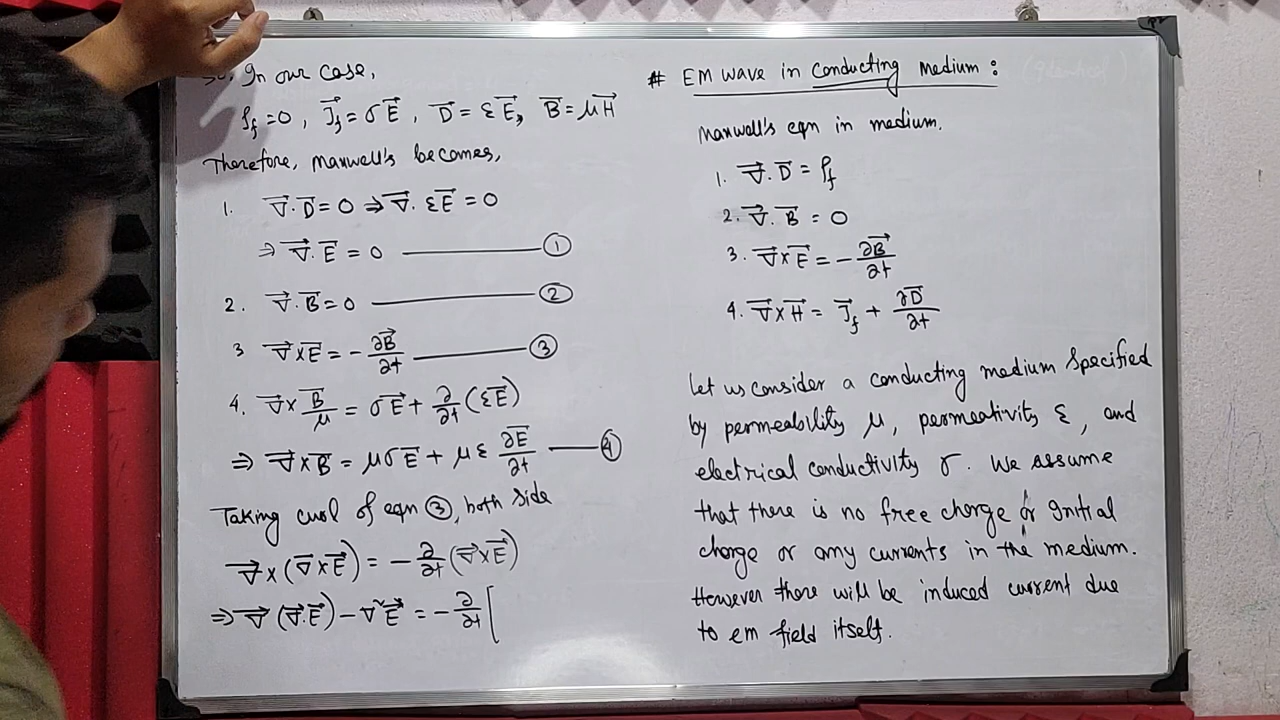 # EM wave in conducting medium :
Maxwell's eqn in medium.
1. ∇⃗.D⃗ = ρf
2. ∇⃗.B⃗ = 0
3. ∇⃗×E⃗ = - ∂B⃗/∂t
4. ∇⃗×H⃗ = J⃗f + ∂D⃗/∂t
Let us consider a conducting medium specified
by permeability μ, permeativity ε, and
electrical conductivity σ. We assume
that there is no free charge or Initial
charge or any currents in the medium.
However there will be induced current due
to em field itself.
In our case,
ρf = 0, J⃗f = σE⃗, D⃗ = εE⃗, B⃗ = μH⃗
Therefore, Maxwell's becomes,
1. ∇⃗.D⃗ = 0 ⇒ ∇⃗. εE⃗ = 0
⇒ ∇⃗.E⃗ = 0 —— ①
2. ∇⃗.B⃗ = 0 —— ②
3 ∇⃗×E⃗ = - ∂B⃗/∂t —— ③
4. ∇⃗× B⃗/μ = σE⃗ + ∂/∂t (εE⃗)
⇒ ∇⃗×B⃗ = μσE⃗ + με ∂E⃗/∂t —— ④
Taking curl of eqn ③, both side
∇⃗×(∇⃗×E⃗) = - ∂/∂t (∇⃗×E⃗)
⇒ ∇⃗(∇⃗.E⃗) - ∇²E⃗ = - ∂/∂t [